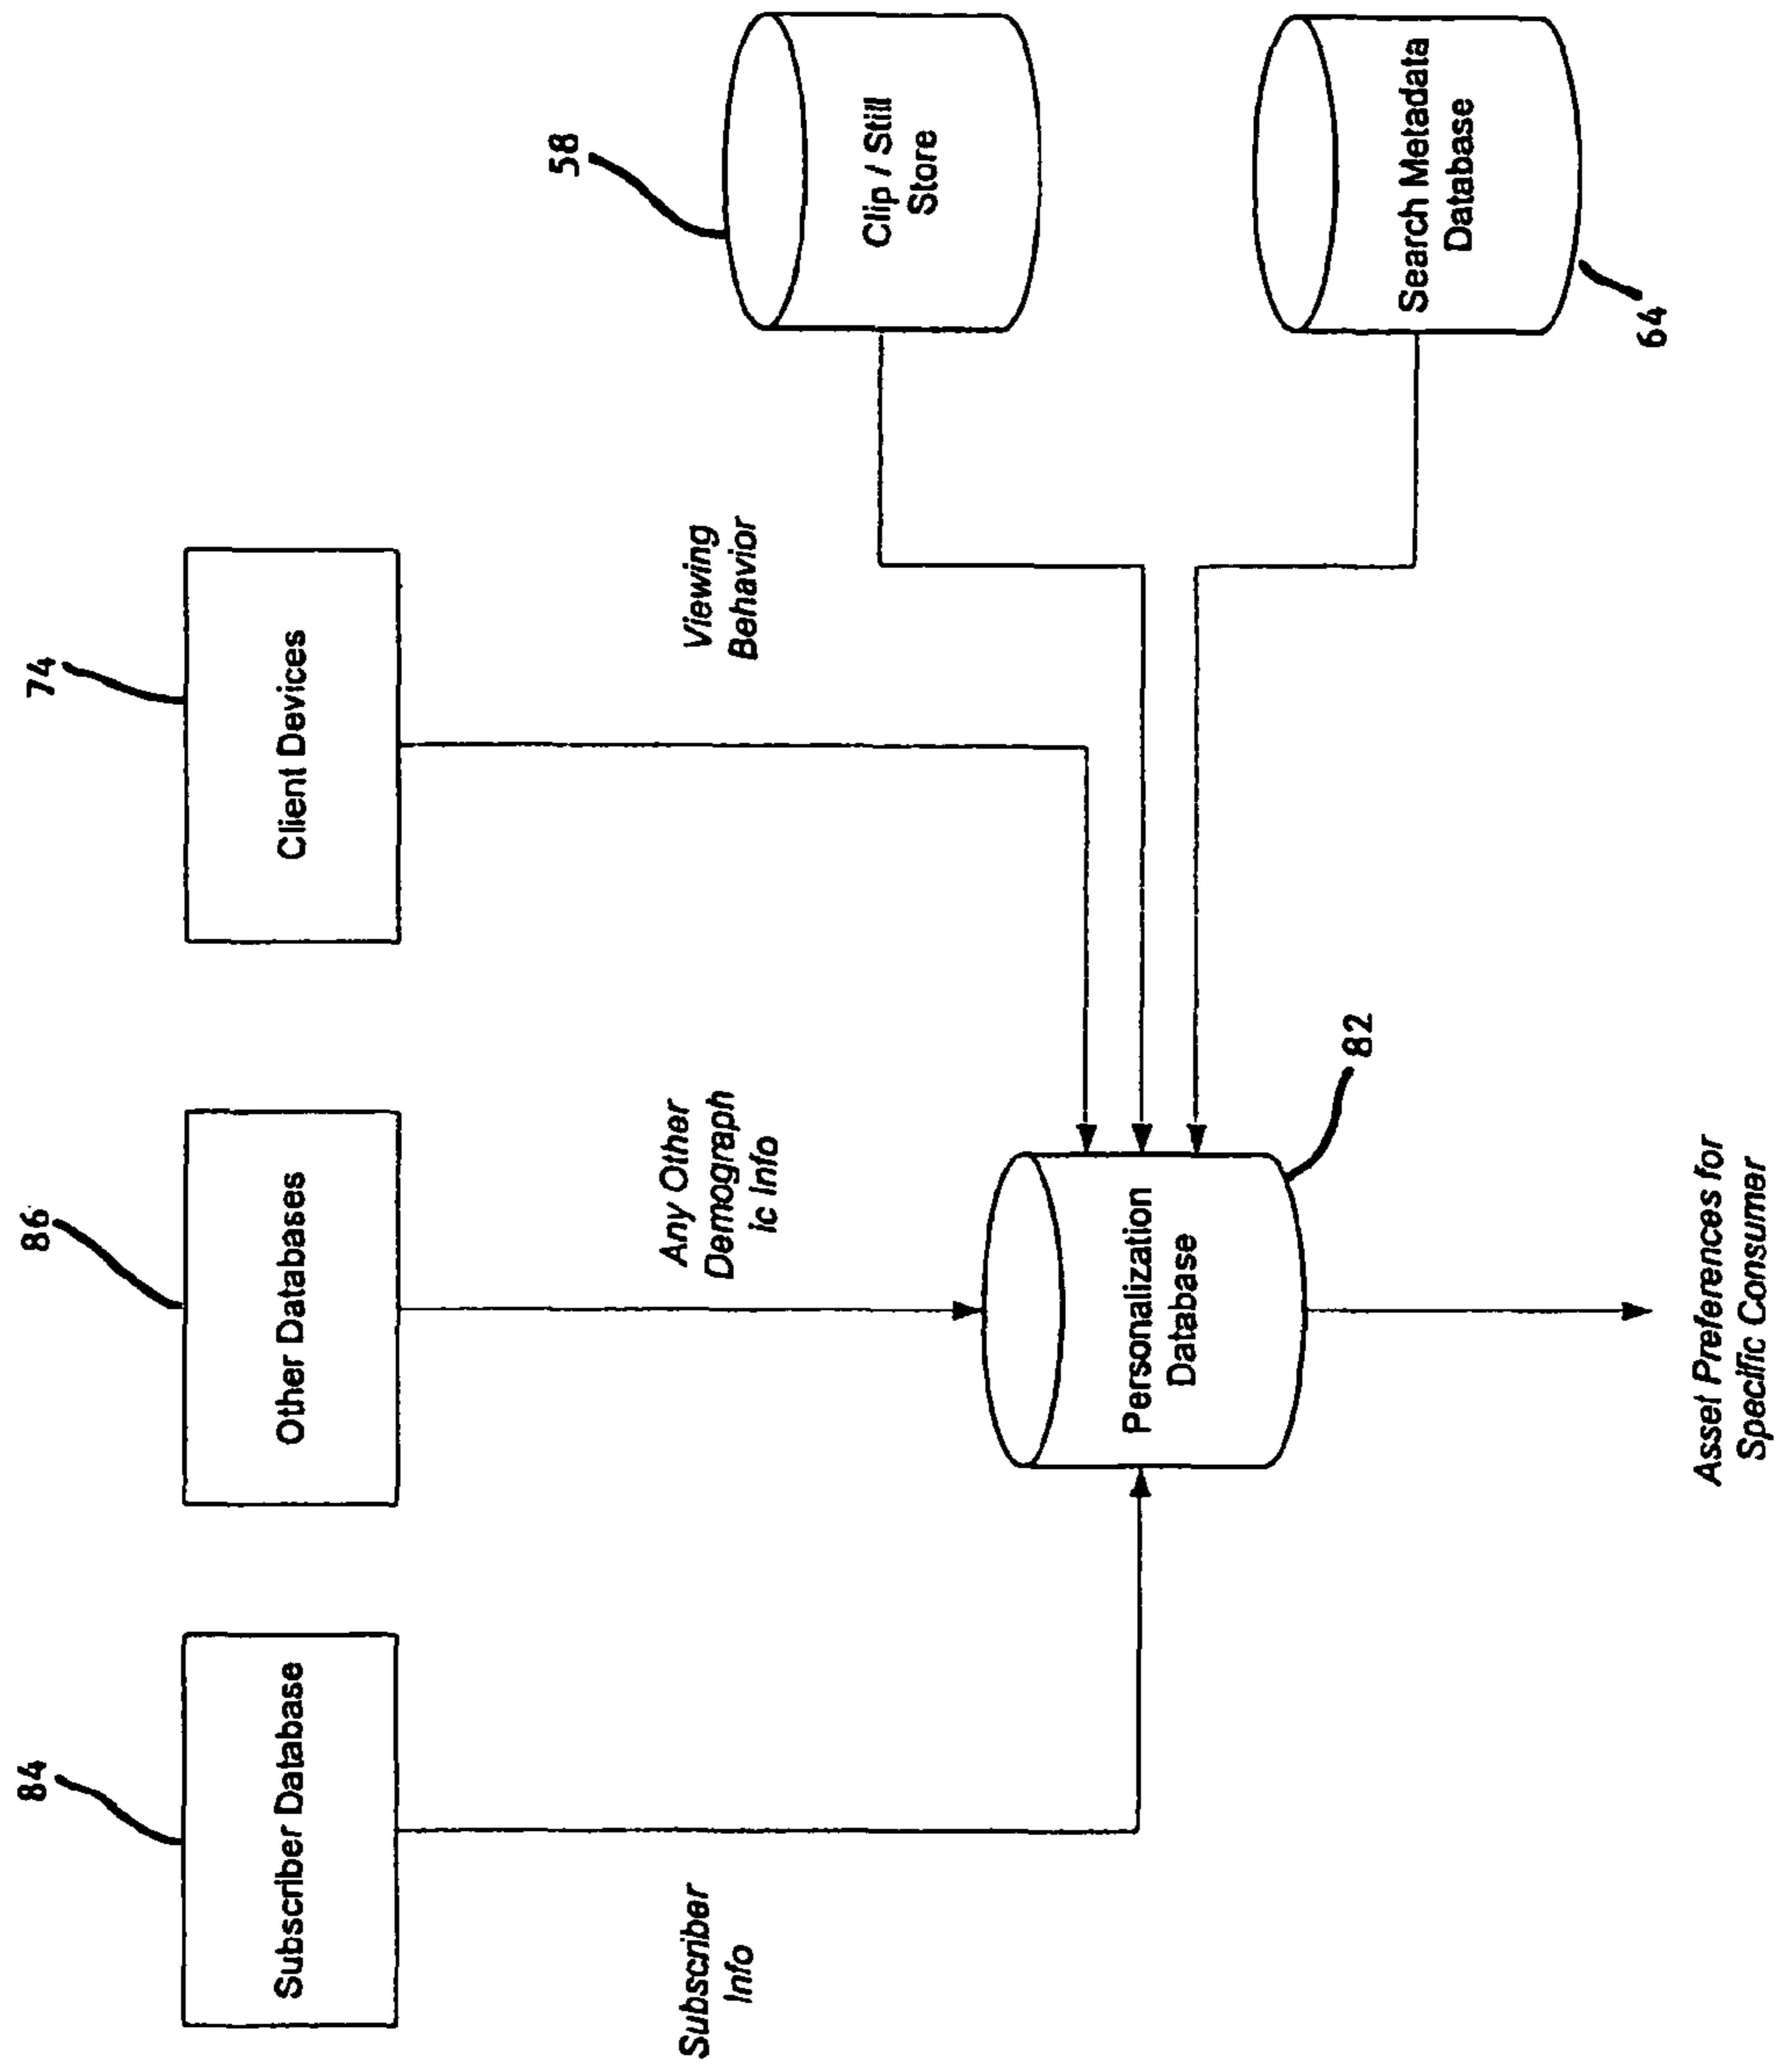 84
Subscriber Database
86
Other Databases
74
Client Devices
Subscriber
Info
Any Other
Demograph
ic Info
Viewing
Behavior
58
Clip / Still
Store
Personalization
Database
82
Search Metadata
Database
64
Asset Preferences for
Specific Consumer